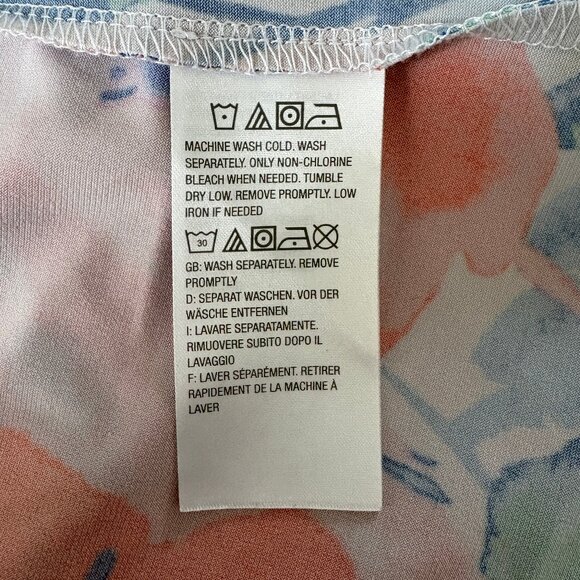 MACHINE WASH COLD. WASH
SEPARATELY. ONLY NON-CHLORINE
BLEACH WHEN NEEDED. TUMBLE
DRY LOW. REMOVE PROMPTLY. LOW
IRON IF NEEDED
30
GB: WASH SEPARATELY. REMOVE
PROMPTLY
D: SEPARAT WASCHEN. VOR DER
WÄSCHE ENTFERNEN
I: LAVARE SEPARATAMENTE.
RIMUOVERE SUBITO DOPO IL
LAVAGGIO
F: LAVER SÉPARÉMENT. RETIRER
RAPIDEMENT DE LA MACHINE À
LAVER